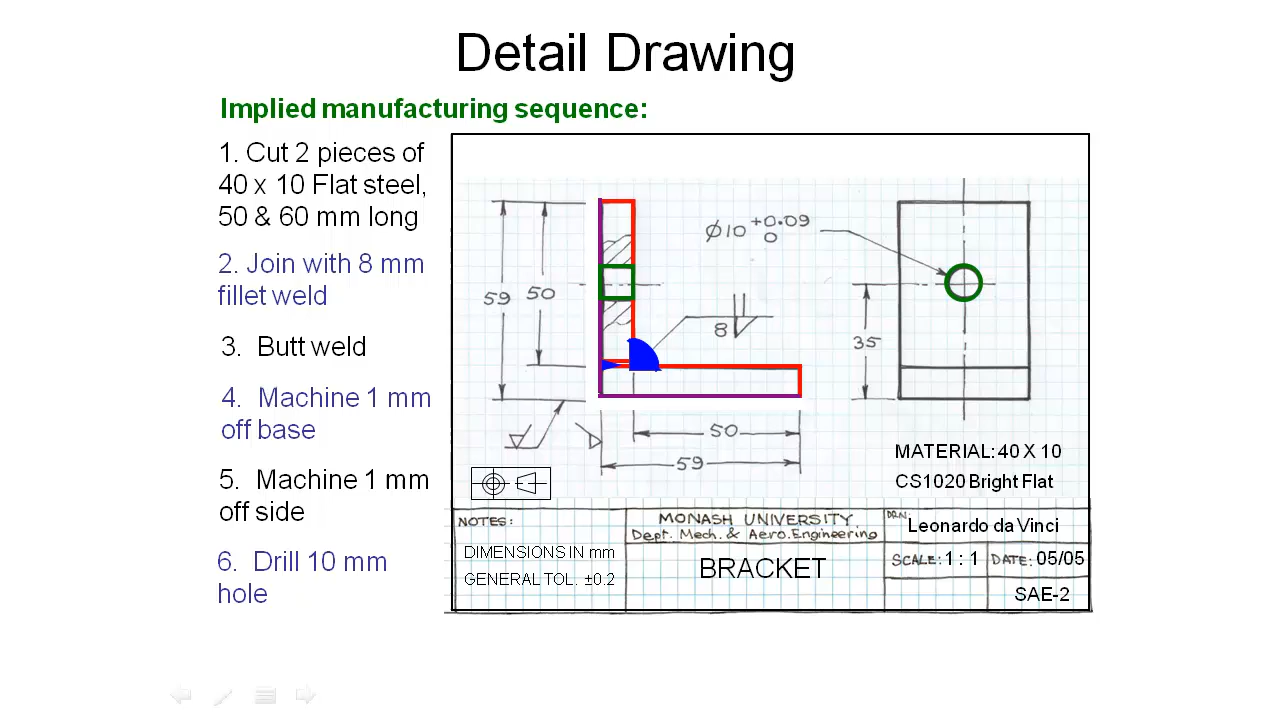 Detail Drawing
Implied manufacturing sequence:
1. Cut 2 pieces of
40 x 10 Flat steel,
50 & 60 mm long
2. Join with 8 mm
fillet weld
3. Butt weld
4. Machine 1 mm
off base
5. Machine 1 mm
off side
6. Drill 10 mm
hole
59
50
8
Ø10 +0.09
0
35
50
59
MATERIAL: 40 X 10
CS1020 Bright Flat
NOTES:
DIMENSIONS IN mm
GENERAL TOL. ±0.2
MONASH UNIVERSITY
Dept. Mech. & Aero. Engineering
BRACKET
DRN: Leonardo da Vinci
SCALE: 1 : 1
DATE: 05/05
SAE-2